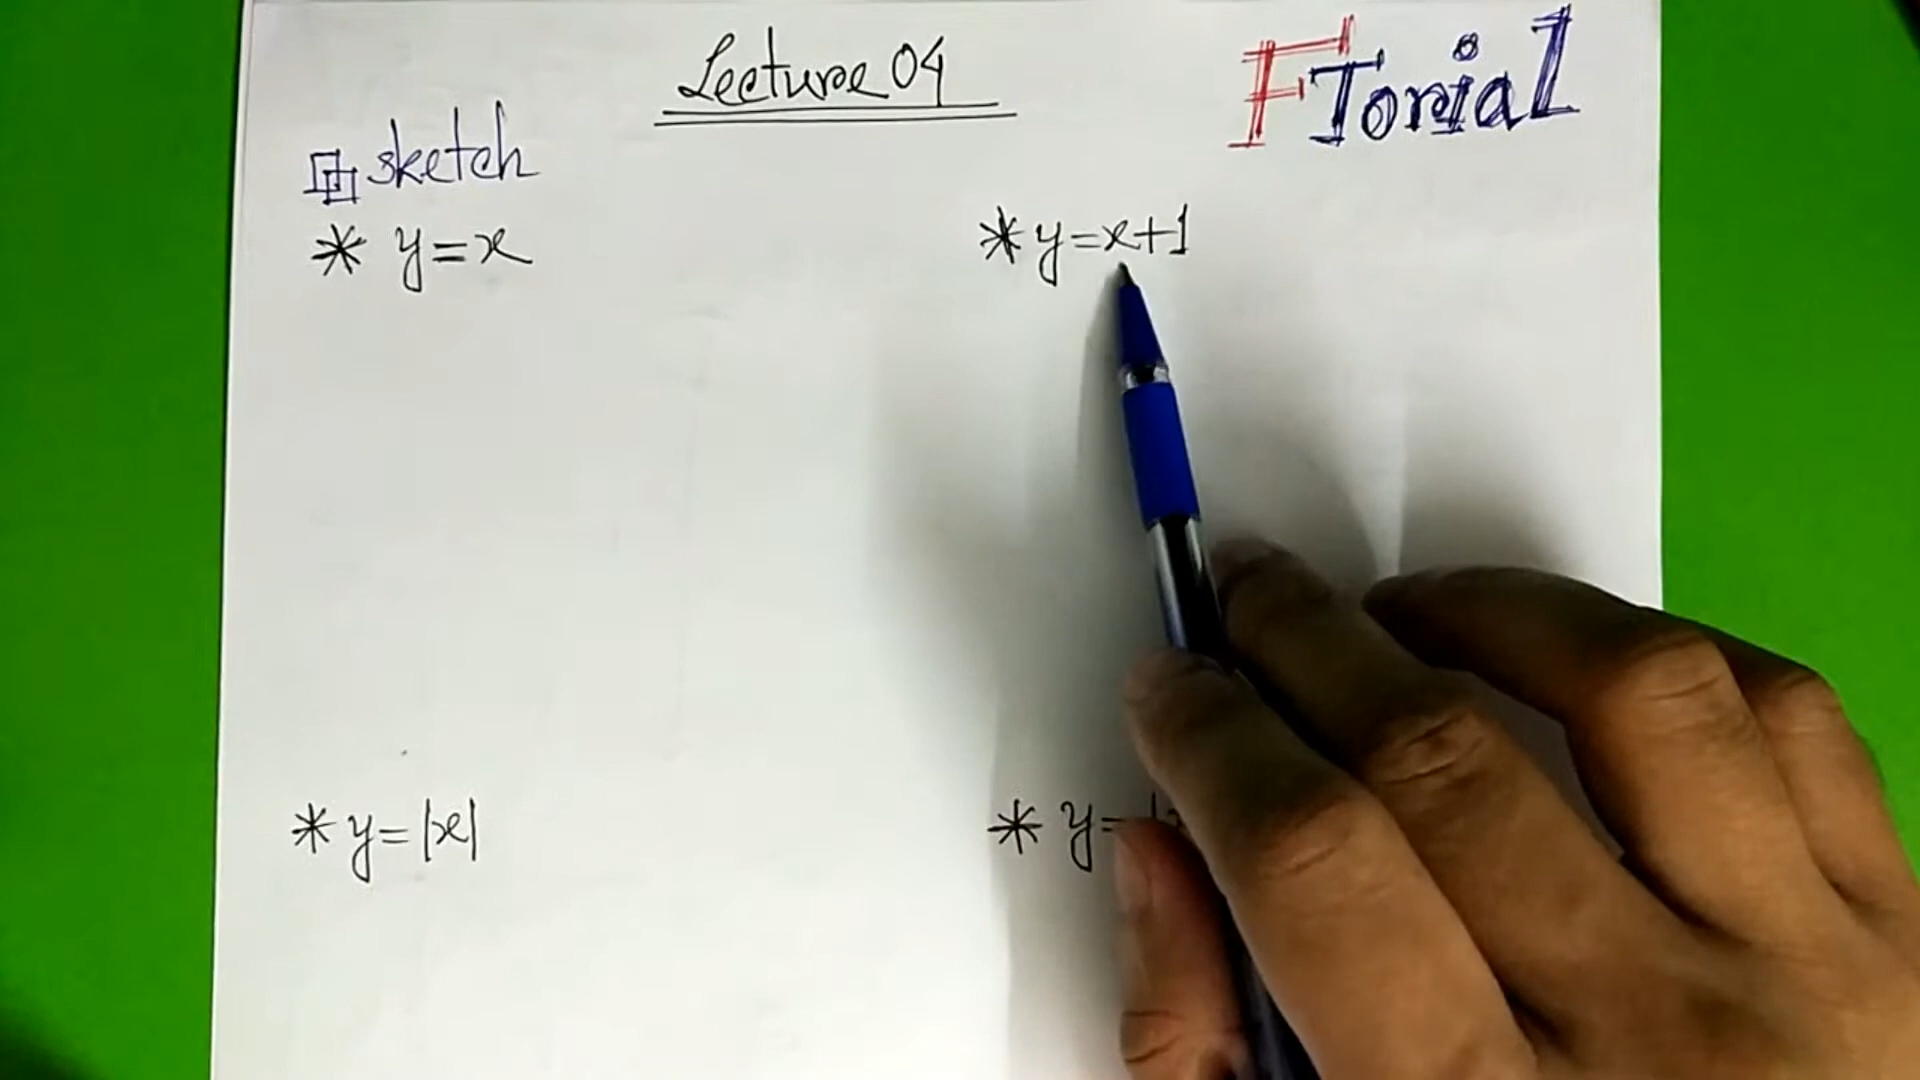 Lecture 04
FTorial
sketch
* y=x
* y=x+1
* y=|x|
* y=